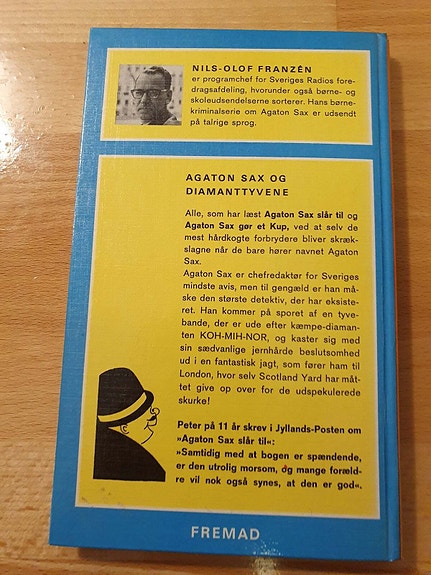 NILS-OLOF FRANZÉN
er programchef for Sveriges Radios fore-
dragsafdeling, hvorunder også børne- og
skoleudsendelserne sorterer. Hans børne-
kriminalserie om Agaton Sax er udsendt
på talrige sprog.
AGATON SAX OG
DIAMANTTYVENE
Alle, som har læst Agaton Sax slår til og
Agaton Sax gør et Kup, ved at selv de
mest hårdkogte forbrydere bliver skræk-
slagne når de bare hører navnet Agaton
Sax.
Agaton Sax er chefredaktør for Sveriges
mindste avis, men til gengæld er han må-
ske den største detektiv, der har eksiste-
ret. Han kommer på sporet af en tyve-
bande, der er ude efter kæmpe-diaman-
ten KOH-MIH-NOR, og kaster sig med
sin sædvanlige jernhårde beslutsomhed
ud i en fantastisk jagt, som fører ham til
London, hvor selv Scotland Yard har måt-
tet give op over for de udspekulerede
skurke!
Peter på 11 år skrev i Jyllands-Posten om
»Agaton Sax slår til«:
»Samtidig med at bogen er spændende,
er den utrolig morsom, og mange foræld-
re vil nok også synes, at den er god«.
FREMAD